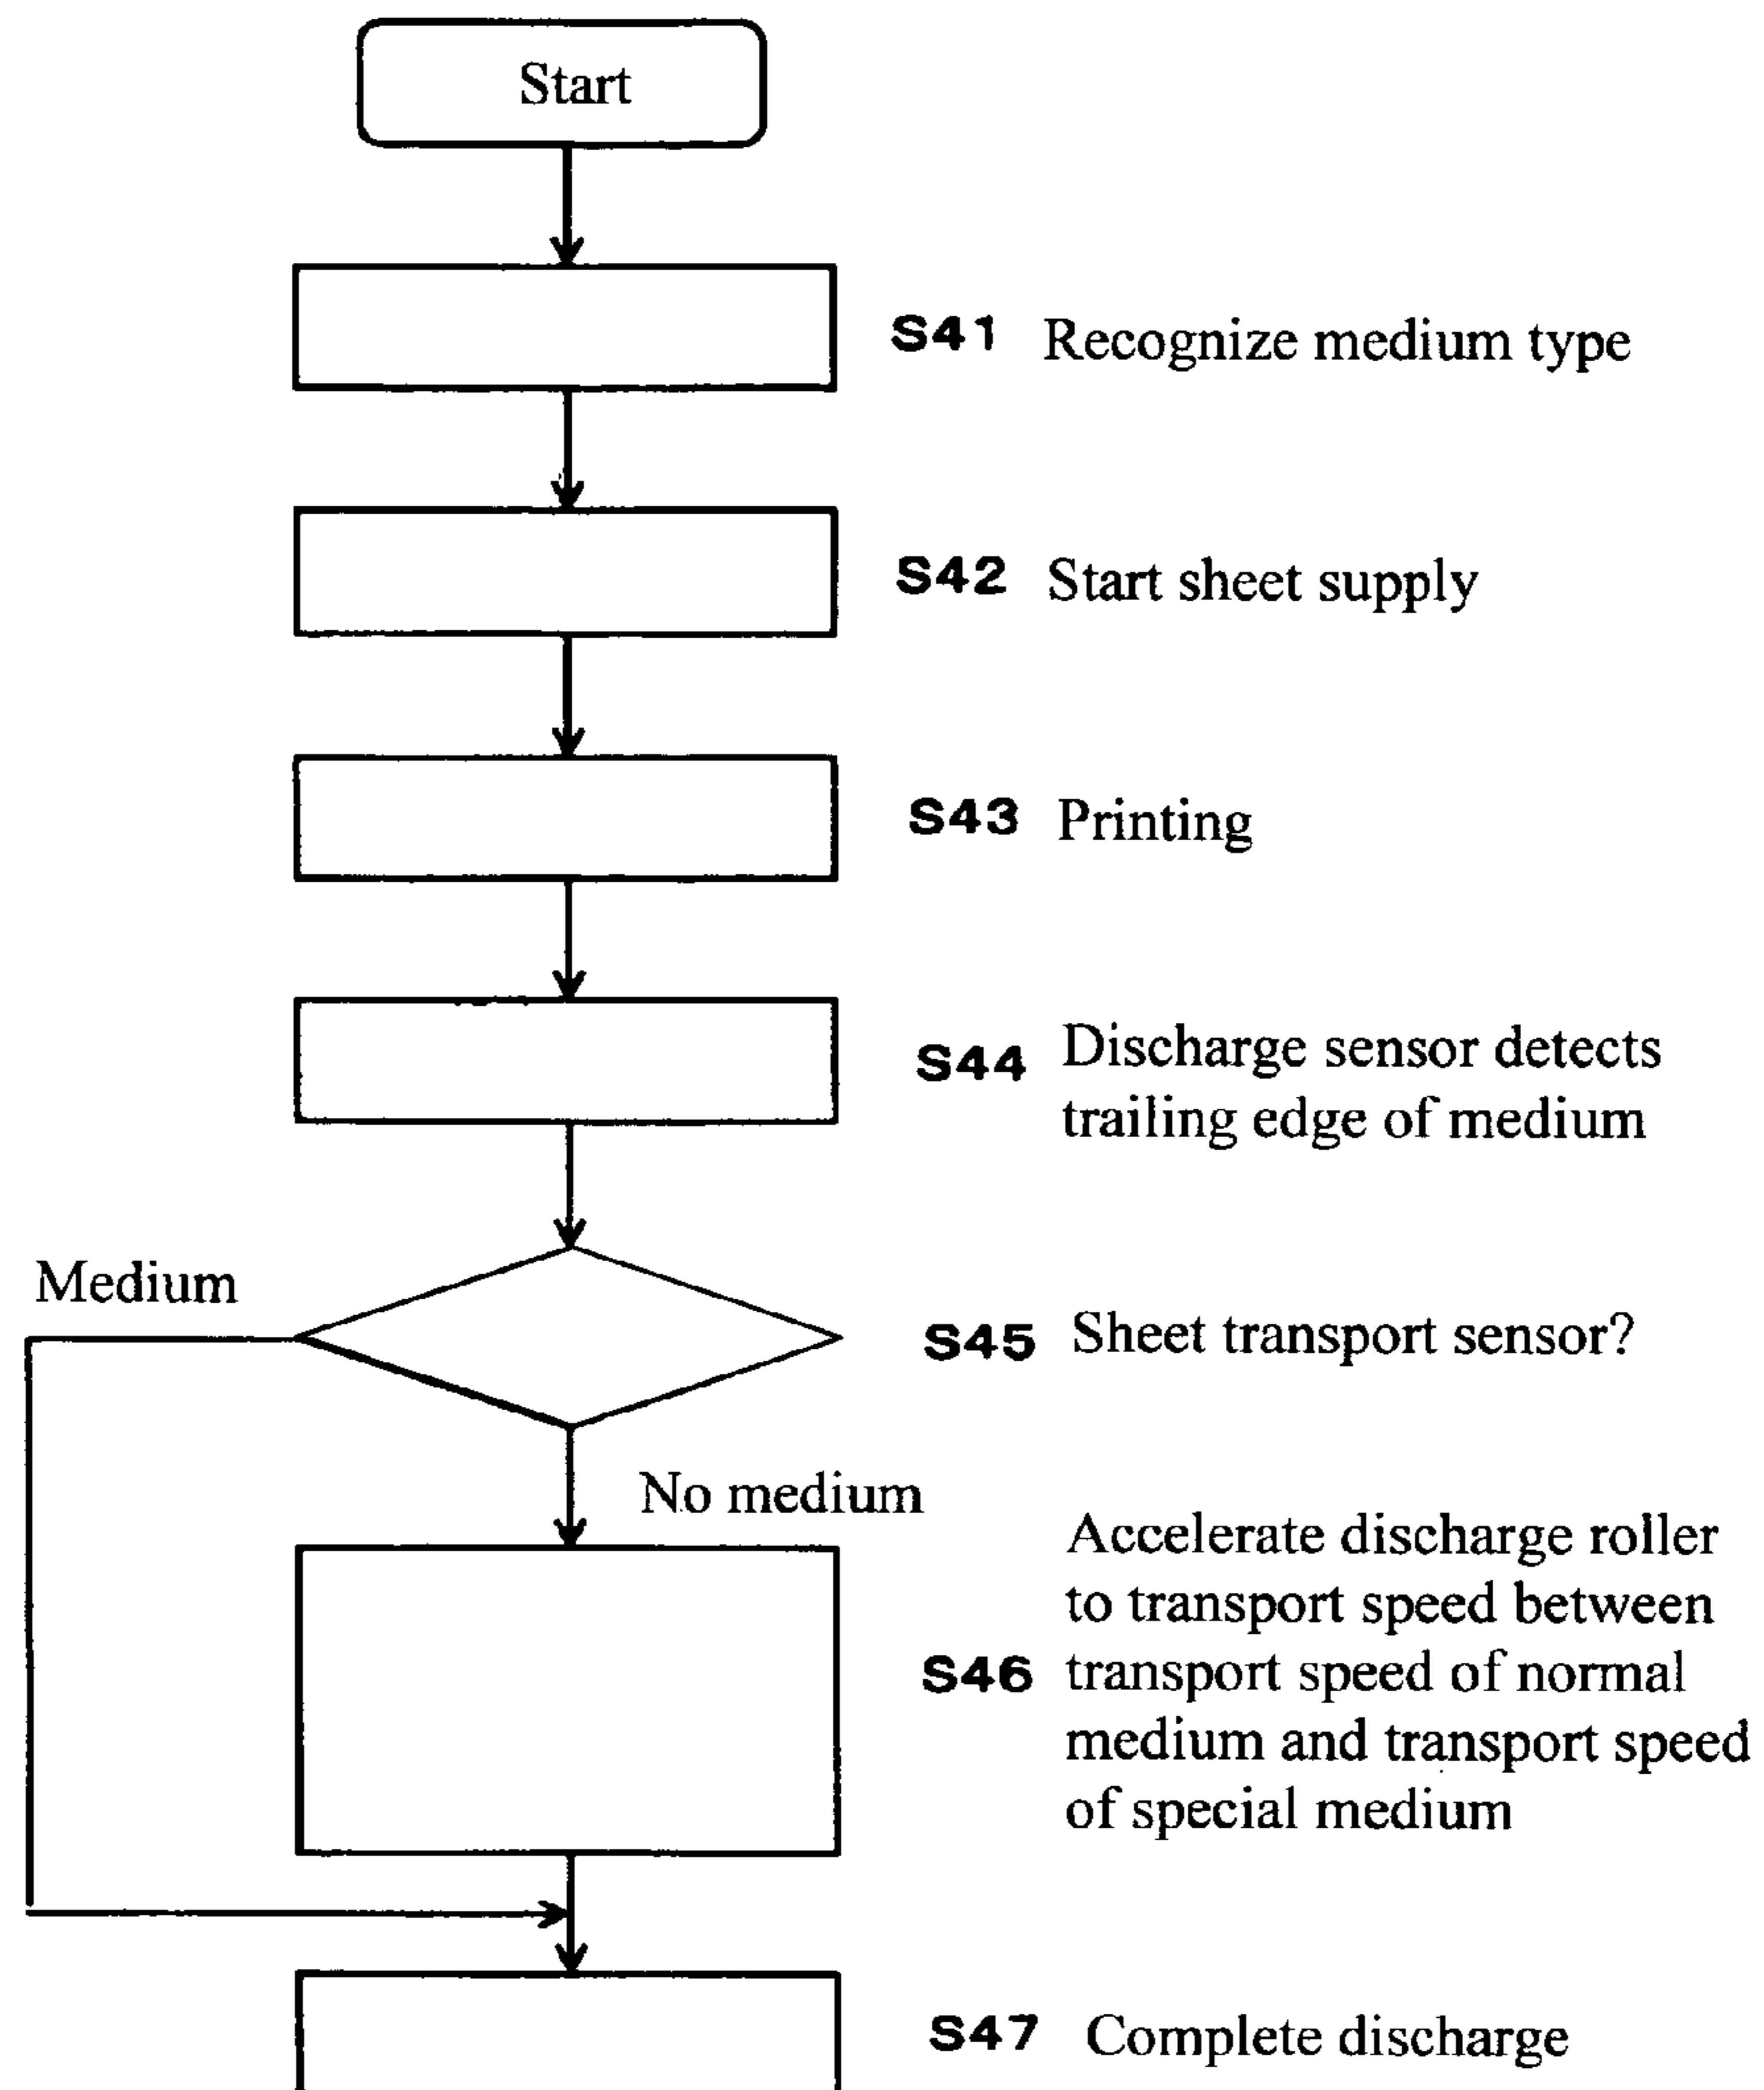 Start
S41 Recognize medium type
S42 Start sheet supply
S43 Printing
S44 Discharge sensor detects
trailing edge of medium
Medium
S45 Sheet transport sensor?
No medium
Accelerate discharge roller
to transport speed between
S46 transport speed of normal
medium and transport speed
of special medium
S47 Complete discharge